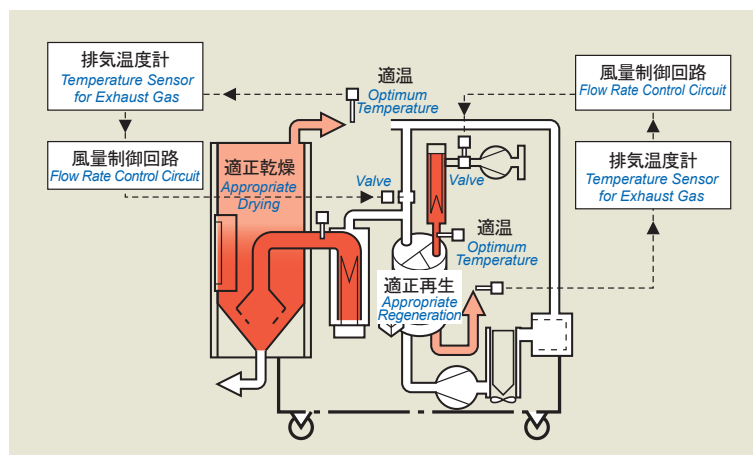 排気温度計
Temperature Sensor
for Exhaust Gas
風量制御回路
Flow Rate Control Circuit
適温
Optimum
Temperature
風量制御回路
Flow Rate Control Circuit
排気温度計
Temperature Sensor
for Exhaust Gas
適正乾燥
Appropriate
Drying
Valve
Valve
適温
Optimum
Temperature
適正再生
Appropriate
Regeneration